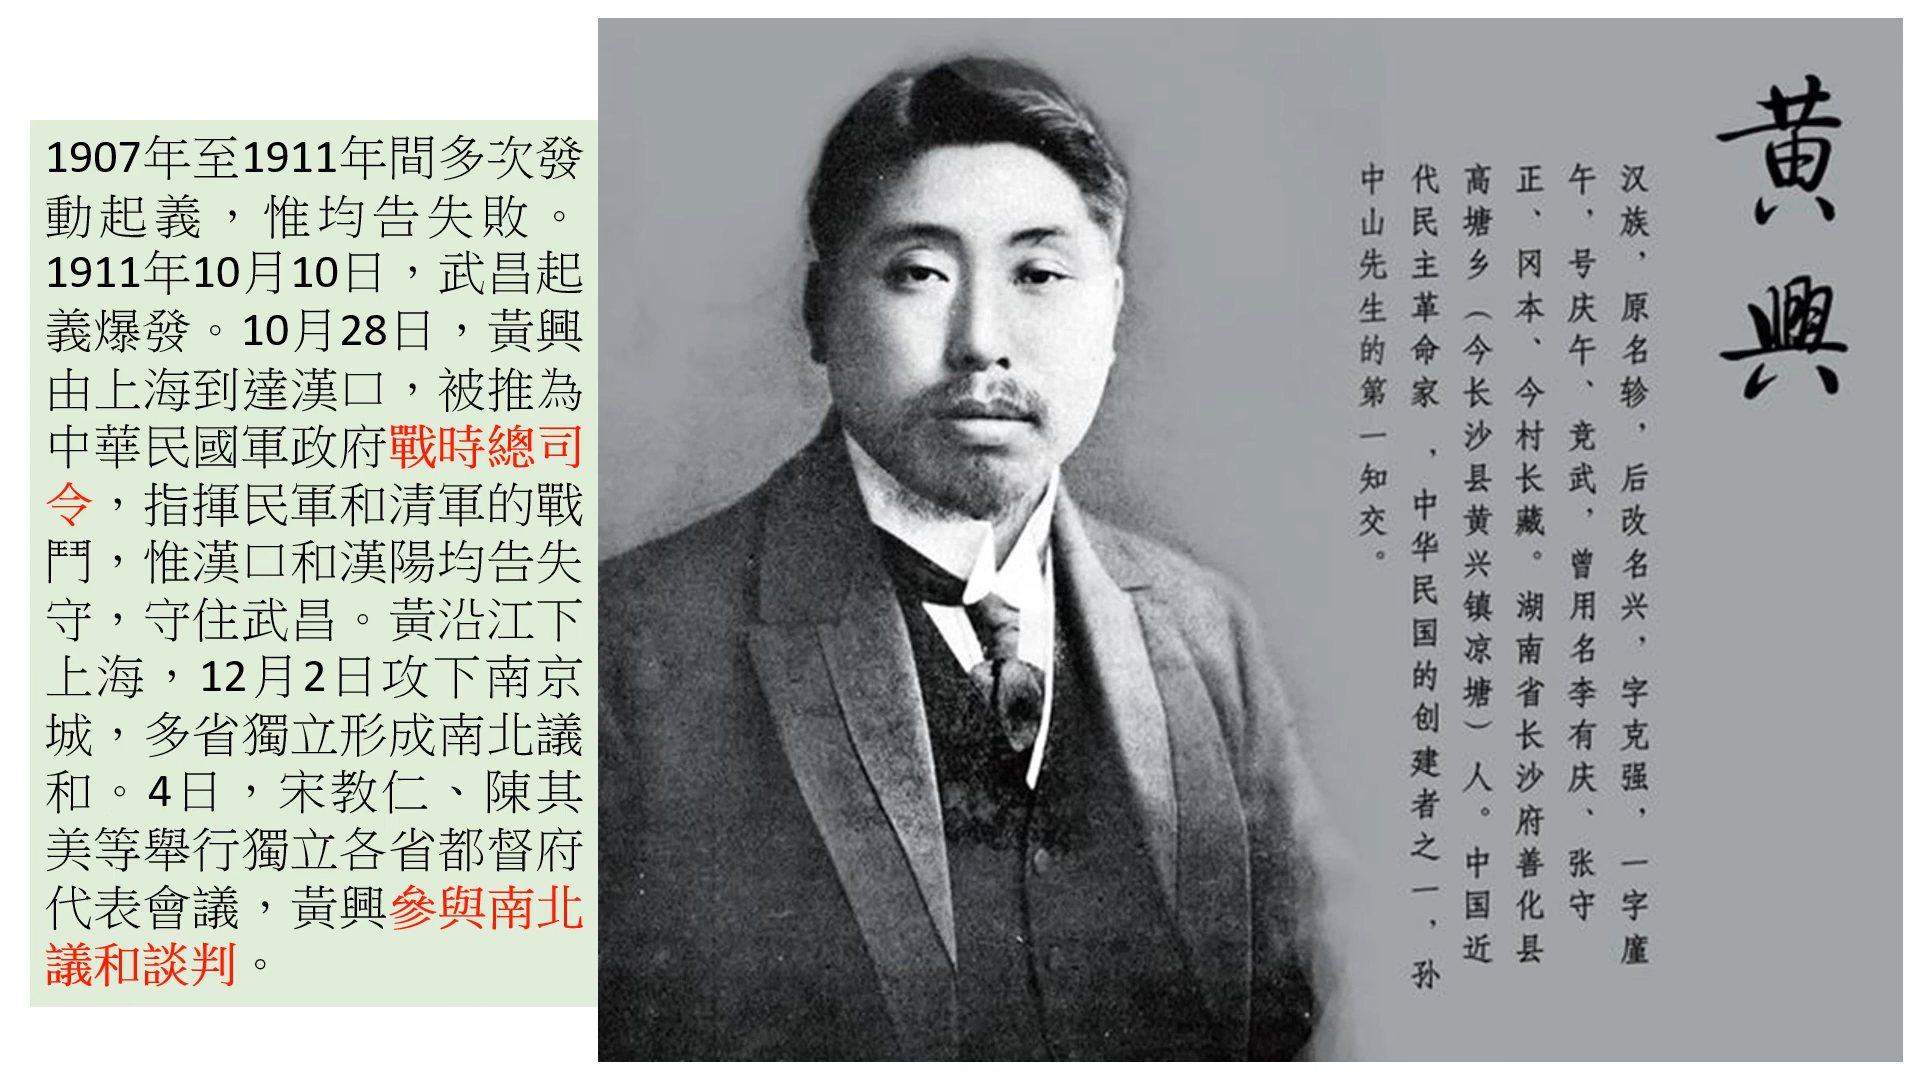 1907年至1911年間多次發
動起義，惟均告失敗。
1911年10月10日，武昌起
義爆發。10月28日，黃興
由上海到達漢口，被推為
中華民國軍政府戰時總司
令，指揮民軍和清軍的戰
鬥，惟漢口和漢陽均告失
守，守住武昌。黃沿江下
上海，12月2日攻下南京
城，多省獨立形成南北議
和。4日，宋教仁、陳其
美等舉行獨立各省都督府
代表會議，黃興參與南北
議和談判。
黄興
汉族，原名轸，后改名兴，字克强，一字廑
午，号庆午、竞武，曾用名李有庆、张守
正、冈本、今村长藏。湖南省长沙府善化县
高塘乡（今长沙县黄兴镇凉塘）人。中国近
代民主革命家，中华民国的创建者之一，孙
中山先生的第一知交。